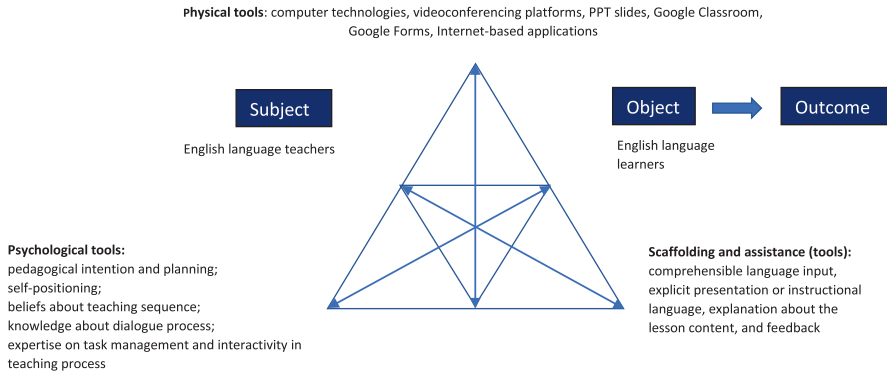 Physical tools: computer technologies, videoconferencing platforms, PPT slides, Google Classroom,
Google Forms, Internet-based applications
Subject
English language teachers
Object
Outcome
English language
learners
Psychological tools:
pedagogical intention and planning;
self-positioning;
beliefs about teaching sequence;
knowledge about dialogue process;
expertise on task management and interactivity in
teaching process
Scaffolding and assistance (tools):
comprehensible language input,
explicit presentation or instructional
language, explanation about the
lesson content, and feedback